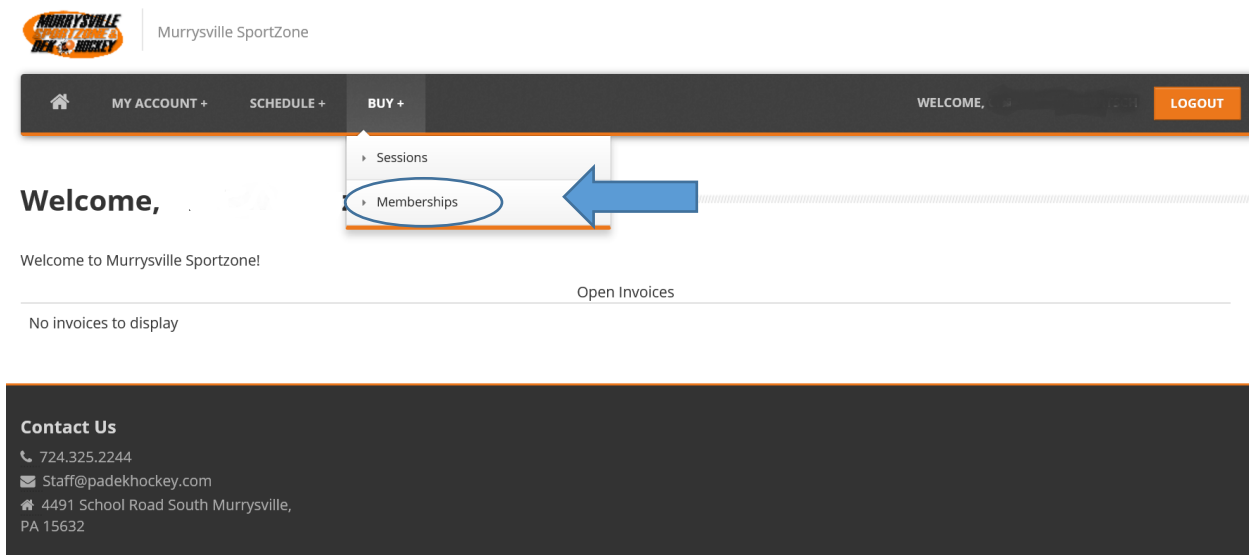 MURRYSVILLE
SPORTZONE &
DEK HOCKEY
Murrysville SportZone
MY ACCOUNT + SCHEDULE + BUY + WELCOME, LOGOUT
Sessions
Memberships
Welcome,
Welcome to Murrysville Sportzone!
Open Invoices
No invoices to display
Contact Us
724.325.2244
Staff@padekhockey.com
4491 School Road South Murrysville,
PA 15632